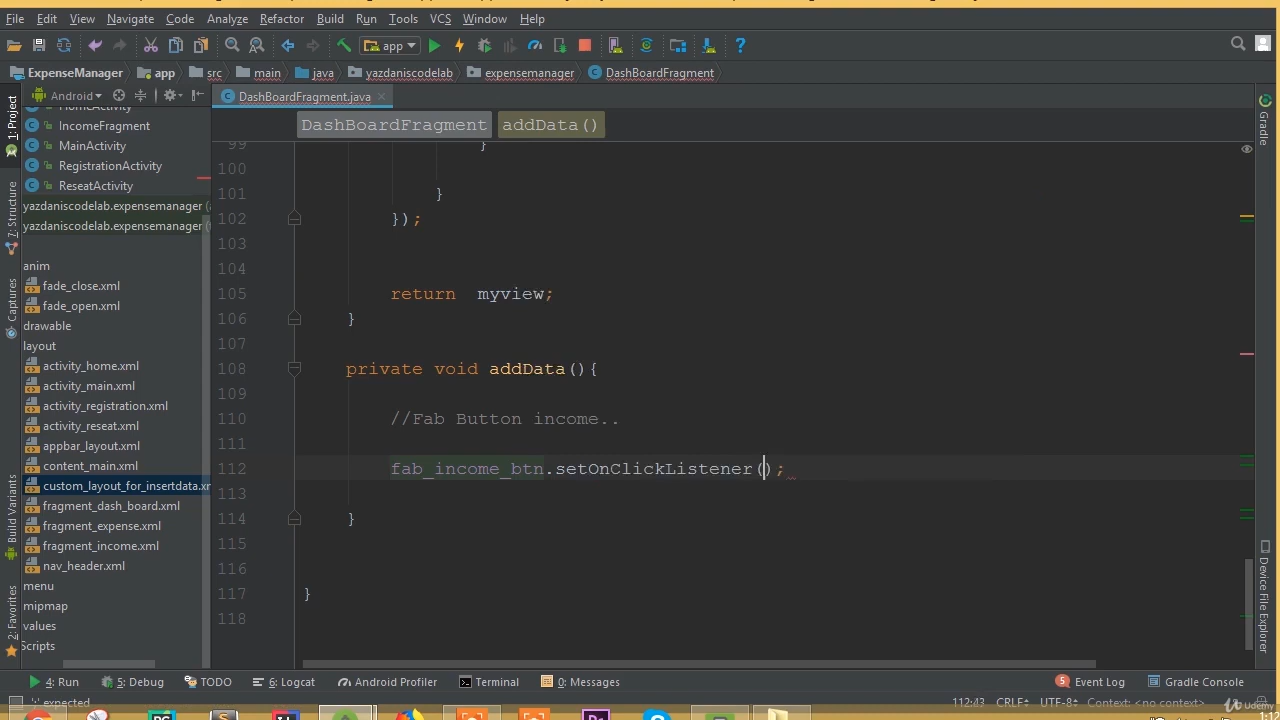 File Edit View Navigate Code Analyze Refactor Build Run Tools VCS Window Help
app
ExpenseManager app src main java yazdaniscodelab expensemanager DashBoardFragment
Android DashBoardFragment.java
DashBoardFragment addData()
1: Project
7: Structure
Captures
Build Variants
2: Favorites
HomeActivity
IncomeFragment
MainActivity
RegistrationActivity
ReseatActivity
yazdaniscodelab.expensemanager
yazdaniscodelab.expensemanager
anim
fade_close.xml
fade_open.xml
drawable
layout
activity_home.xml
activity_main.xml
activity_registration.xml
activity_reseat.xml
appbar_layout.xml
content_main.xml
custom_layout_for_insertdata.xr
fragment_dash_board.xml
fragment_expense.xml
fragment_income.xml
nav_header.xml
menu
mipmap
values
Scripts
99 }
100
101 }
102 });
103
104
105 return myview;
106 }
107
108 private void addData(){
109
110 //Fab Button income..
111
112 fab_income_btn.setOnClickListener();
113
114 }
115
116
117 }
118
Gradle
Device File Explorer
4: Run 5: Debug TODO 6: Logcat Android Profiler Terminal 0: Messages 5 Event Log Gradle Console
';' expected 112:43 CRLF÷ UTF-8÷ Context: <no context>
Udemy